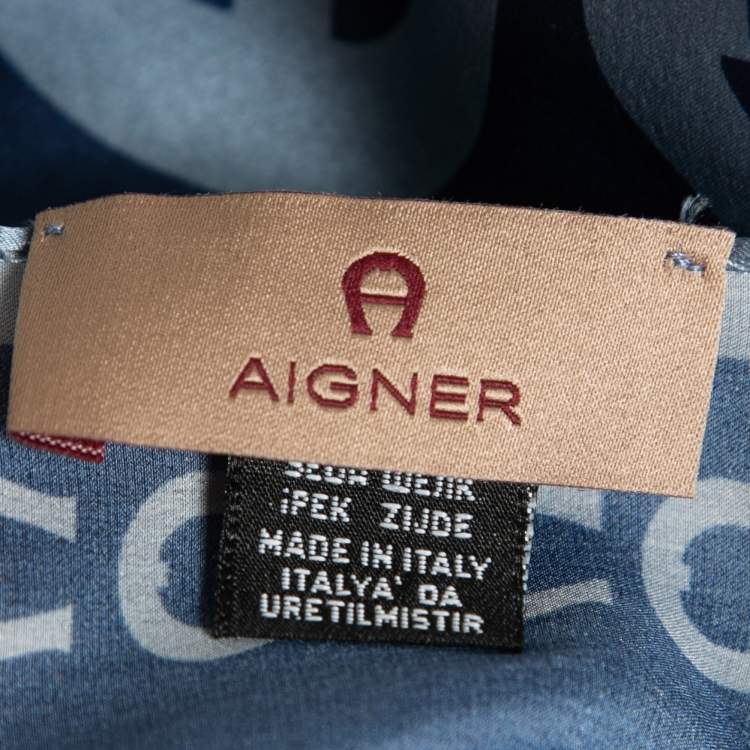 AIGNER
İPEK ZIJDE
MADE IN ITALY
ITALYA' DA
URETILMISTIR